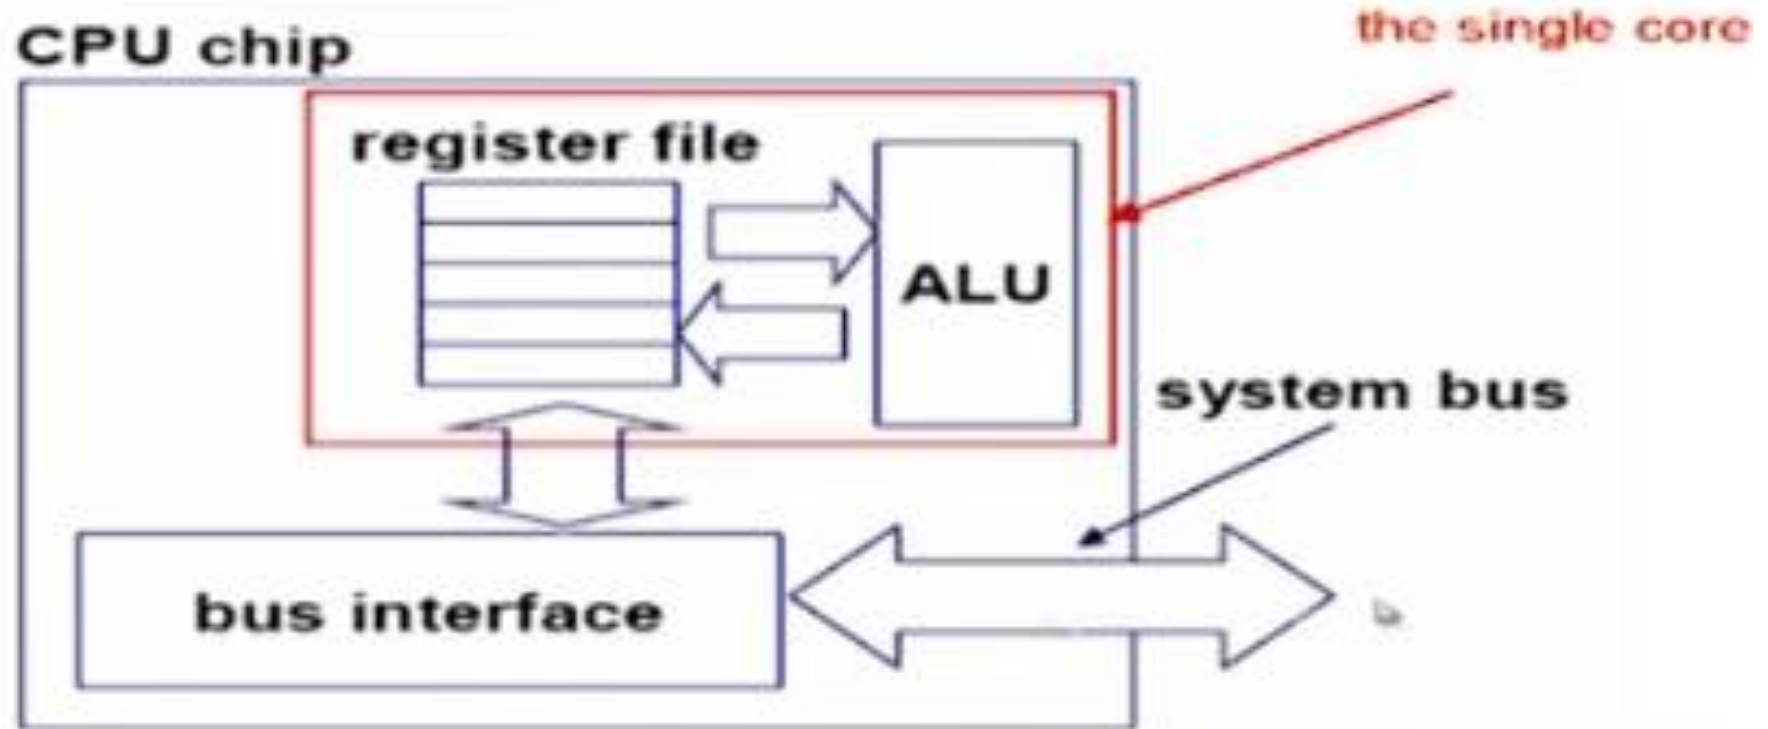 the single core
CPU chip
register file
ALU
system bus
bus interface